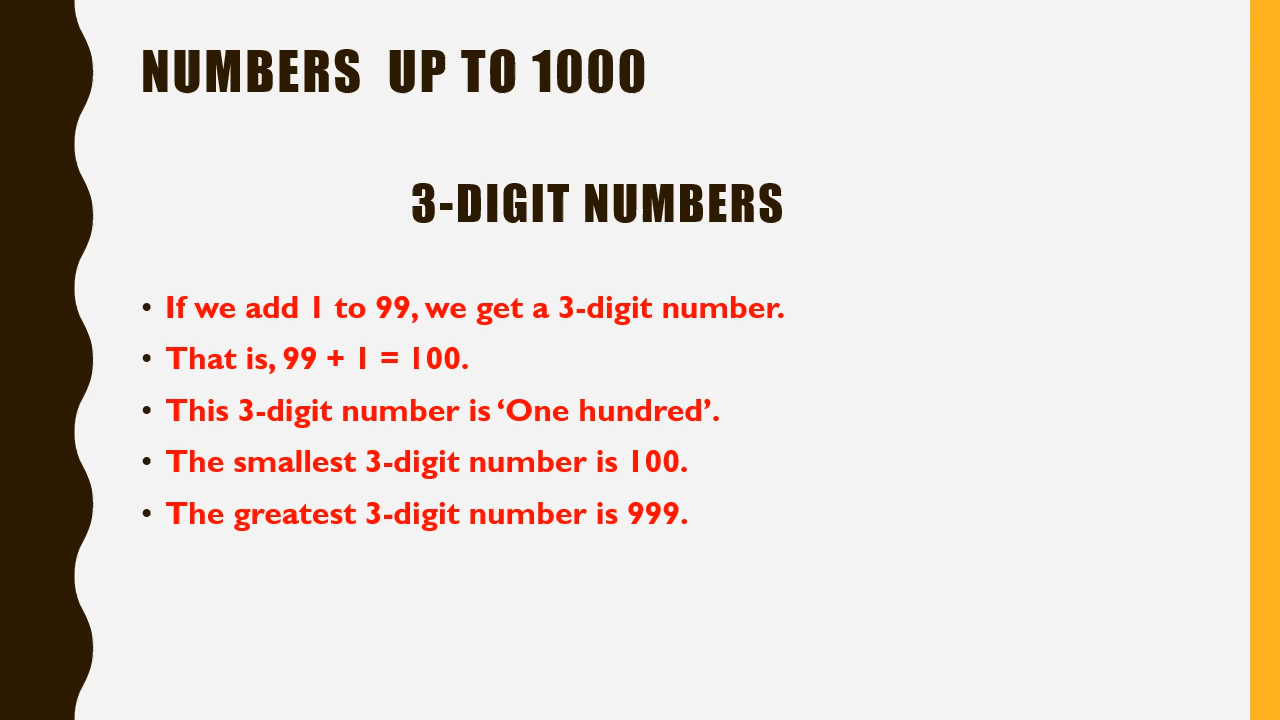 NUMBERS UP TO 1000
3-DIGIT NUMBERS
• If we add 1 to 99, we get a 3-digit number.
• That is, 99 + 1 = 100.
• This 3-digit number is ‘One hundred’.
• The smallest 3-digit number is 100.
• The greatest 3-digit number is 999.